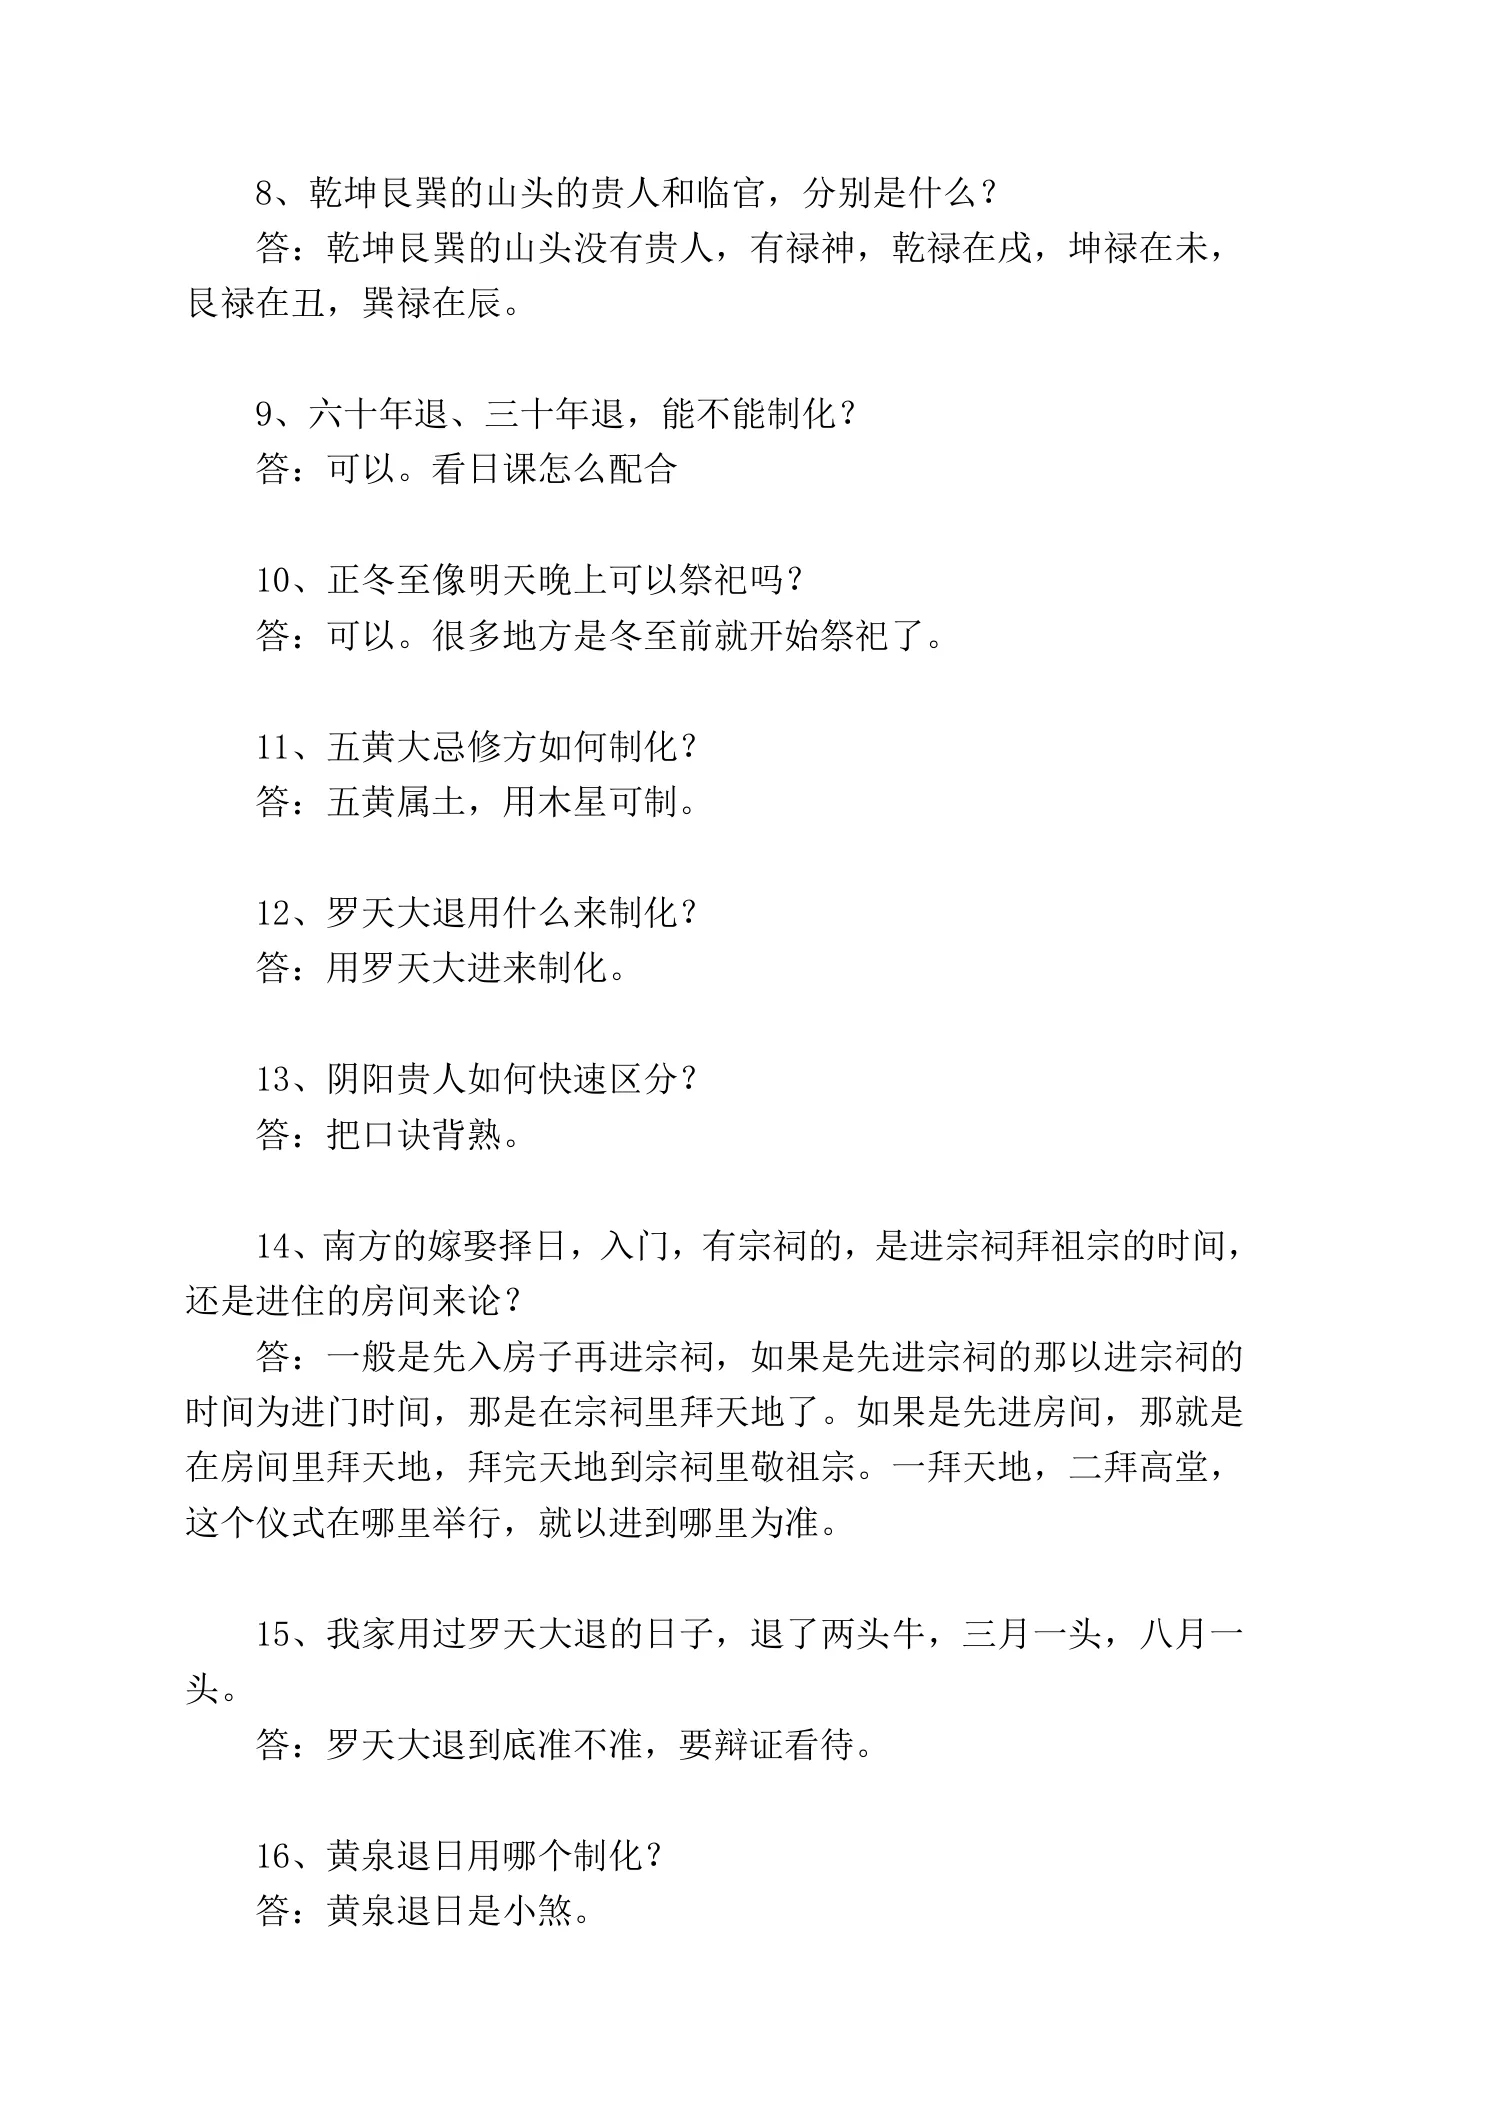 8、乾坤艮巽的山头的贵人和临官，分别是什么？
答：乾坤艮巽的山头没有贵人，有禄神，乾禄在戌，坤禄在未，
艮禄在丑，巽禄在辰。
9、六十年退、三十年退，能不能制化？
答：可以。看日课怎么配合
10、正冬至像明天晚上可以祭祀吗？
答：可以。很多地方是冬至前就开始祭祀了。
11、五黄大忌修方如何制化？
答：五黄属土，用木星可制。
12、罗天大退用什么来制化？
答：用罗天大进来制化。
13、阴阳贵人如何快速区分？
答：把口诀背熟。
14、南方的嫁娶择日，入门，有宗祠的，是进宗祠拜祖宗的时间，
还是进住的房间来论？
答：一般是先入房子再进宗祠，如果是先进宗祠的那以进宗祠的
时间为进门时间，那是在宗祠里拜天地了。如果是先进房间，那就是
在房间里拜天地，拜完天地到宗祠里敬祖宗。一拜天地，二拜高堂，
这个仪式在哪里举行，就以进到哪里为准。
15、我家用过罗天大退的日子，退了两头牛，三月一头，八月一
头。
答：罗天大退到底准不准，要辩证看待。
16、黄泉退日用哪个制化？
答：黄泉退日是小煞。